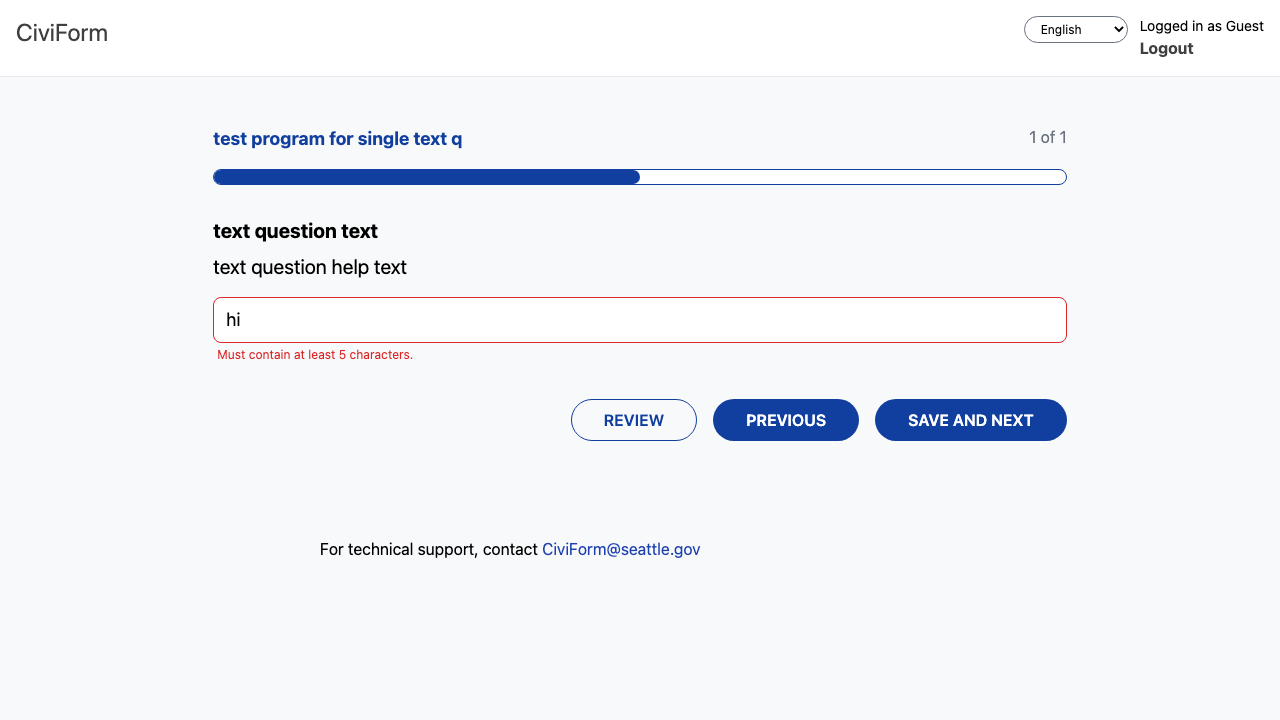 CiviForm
English
Logged in as Guest
Logout
test program for single text q
1 of 1
text question text
text question help text
hi
Must contain at least 5 characters.
REVIEW
PREVIOUS
SAVE AND NEXT
For technical support, contact CiviForm@seattle.gov